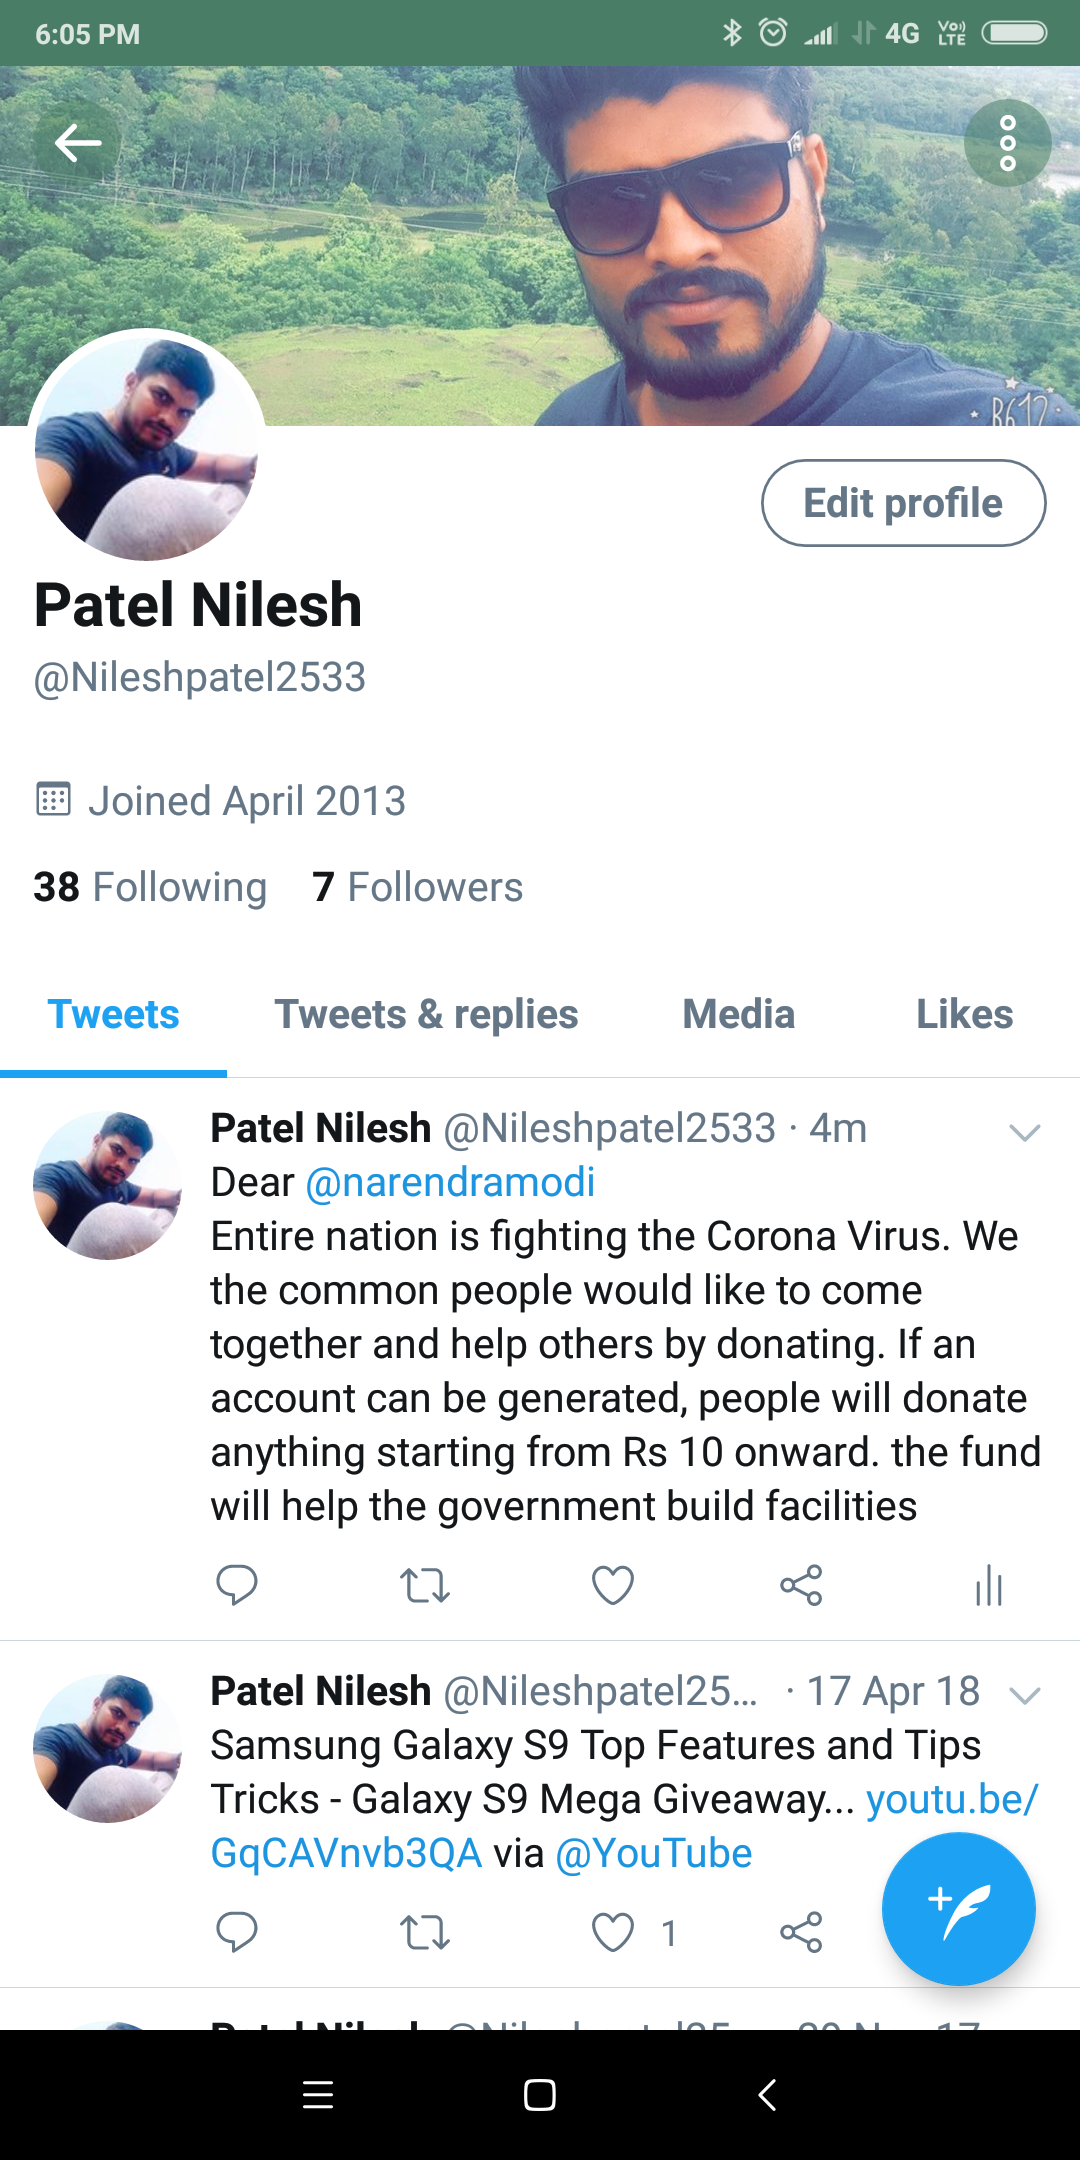 6:05 PM
4G
Vo))
LTE
B612
Edit profile
Patel Nilesh
@Nileshpatel2533
Joined April 2013
38 Following 7 Followers
Tweets Tweets & replies Media Likes
Patel Nilesh @Nileshpatel2533 · 4m
Dear @narendramodi
Entire nation is fighting the Corona Virus. We
the common people would like to come
together and help others by donating. If an
account can be generated, people will donate
anything starting from Rs 10 onward. the fund
will help the government build facilities
Patel Nilesh @Nileshpatel25... · 17 Apr 18
Samsung Galaxy S9 Top Features and Tips
Tricks - Galaxy S9 Mega Giveaway... youtu.be/
GqCAVnvb3QA via @YouTube
1
Patel Nilesh